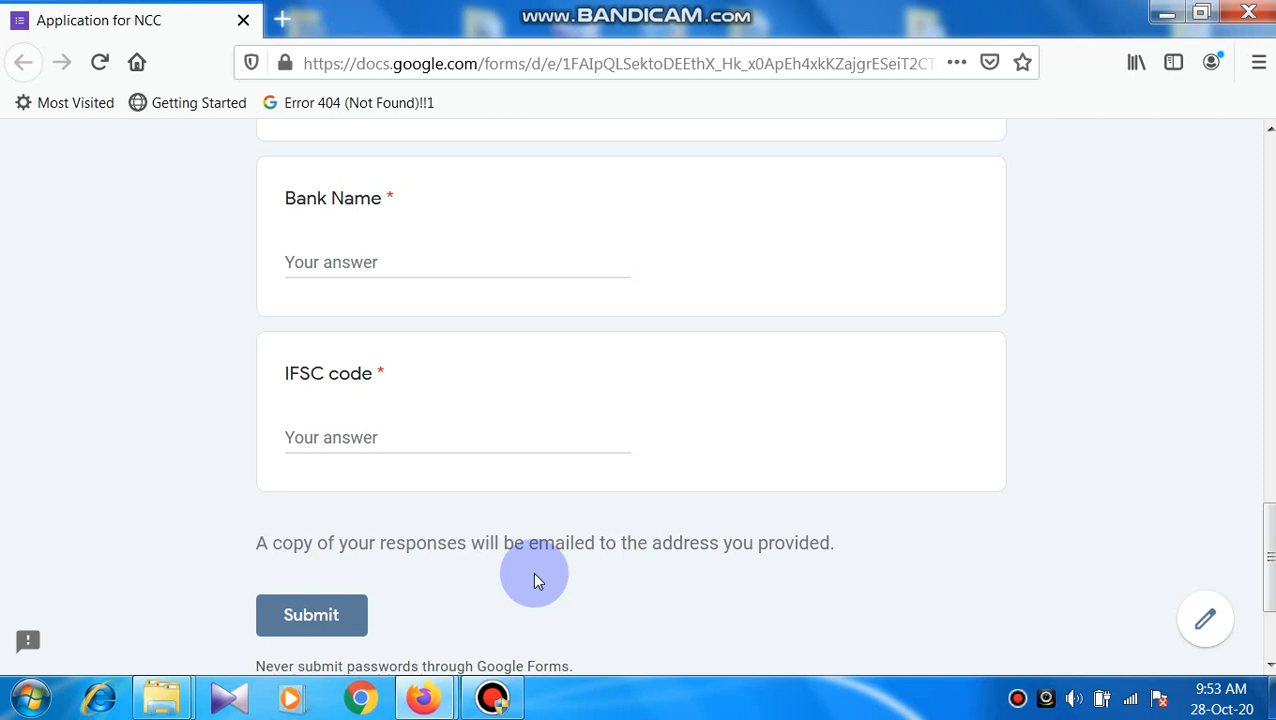 Application for NCC
www.BANDICAM.com
https://docs.google.com/forms/d/e/1FAIpQLSektoDEEthX_Hk_x0ApEh4xkKZajgrESeiT2CT
Most Visited
Getting Started
Error 404 (Not Found)!!1
Bank Name *
Your answer
IFSC code *
Your answer
A copy of your responses will be emailed to the address you provided.
Submit
Never submit passwords through Google Forms.
9:53 AM
28-Oct-20